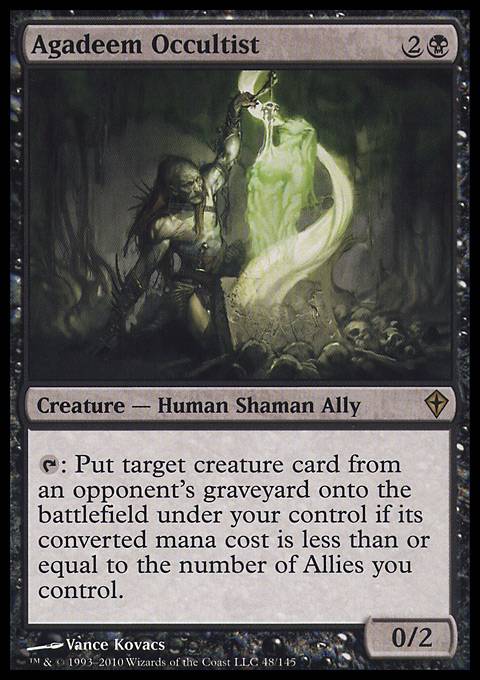 Agadeem Occultist 2
Creature — Human Shaman Ally
: Put target creature card from
an opponent's graveyard onto the
battlefield under your control if its
converted mana cost is less than or
equal to the number of Allies you
control.
0/2
Vance Kovacs
™ & © 1993–2010 Wizards of the Coast LLC 48/145